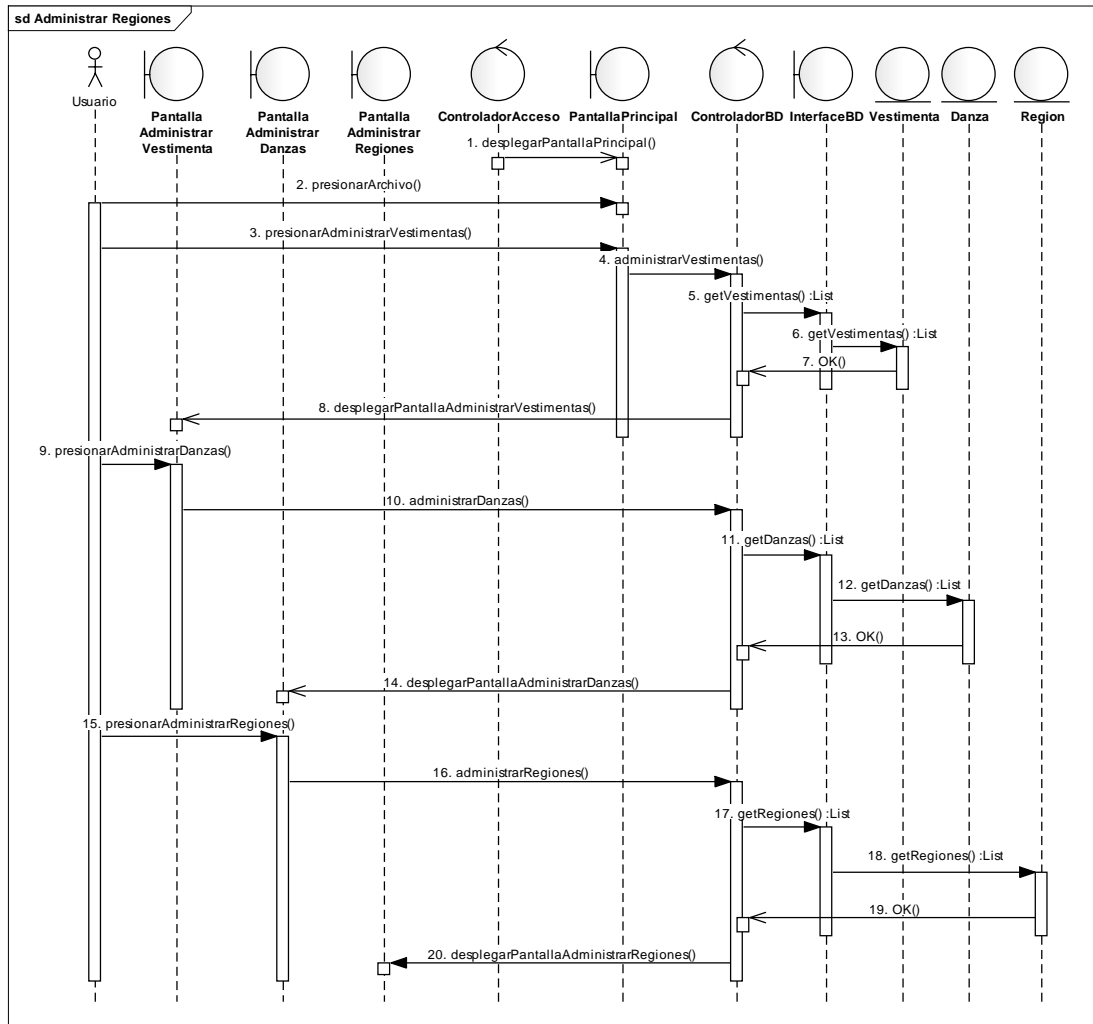 sd Administrar Regiones
Usuario
Pantalla
Administrar
Vestimenta
Pantalla
Administrar
Danzas
Pantalla
Administrar
Regiones
ControladorAcceso
PantallaPrincipal
ControladorBD
InterfaceBD
Vestimenta
Danza
Region
1. desplegarPantallaPrincipal()
2. presionarArchivo()
3. presionarAdministrarVestimentas()
4. administrarVestimentas()
5. getVestimentas() :List
6. getVestimentas() :List
7. OK()
8. desplegarPantallaAdministrarVestimentas()
9. presionarAdministrarDanzas()
10. administrarDanzas()
11. getDanzas() :List
12. getDanzas() :List
13. OK()
14. desplegarPantallaAdministrarDanzas()
15. presionarAdministrarRegiones()
16. administrarRegiones()
17. getRegiones() :List
18. getRegiones() :List
19. OK()
20. desplegarPantallaAdministrarRegiones()